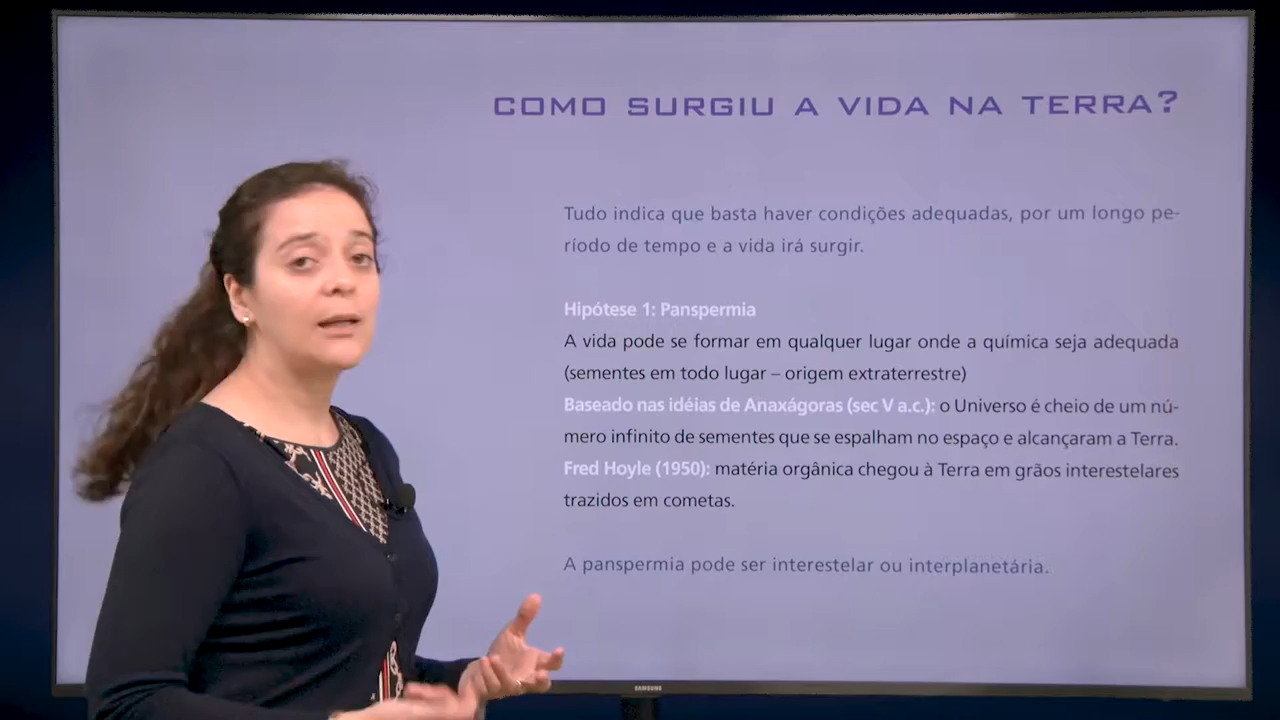 COMO SURGIU A VIDA NA TERRA?
Tudo indica que basta haver condições adequadas, por um longo pe-
ríodo de tempo e a vida irá surgir.
Hipótese 1: Panspermia
A vida pode se formar em qualquer lugar onde a química seja adequada
(sementes em todo lugar – origem extraterrestre)
Baseado nas idéias de Anaxágoras (sec V a.c.): o Universo é cheio de um nú-
mero infinito de sementes que se espalham no espaço e alcançaram a Terra.
Fred Hoyle (1950): matéria orgânica chegou à Terra em grãos interestelares
trazidos em cometas.
A panspermia pode ser interestelar ou interplanetária.
SAMSUNG